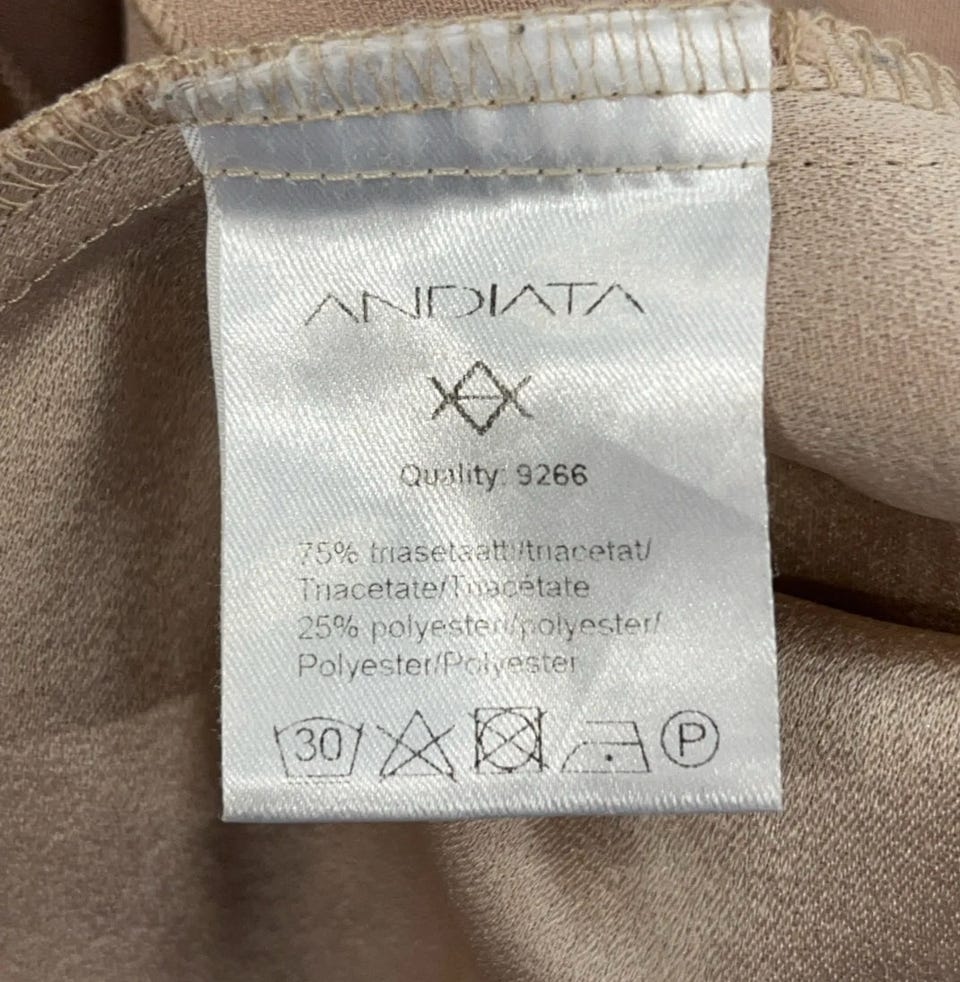 ANDIATA
Quality: 9266
75% triasetaatti/triacetat/
Triacetate/Triacétate
25% polyesteri/polyester/
Polyester/Polyester
30 P